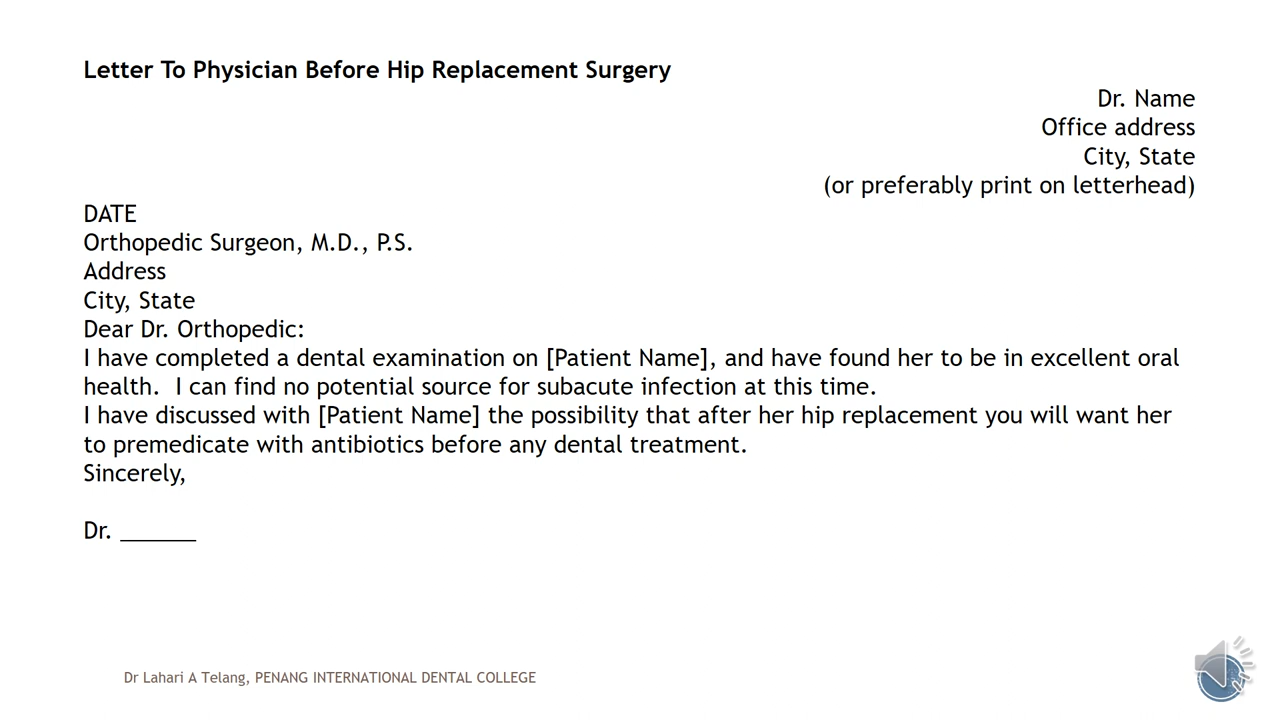 Letter To Physician Before Hip Replacement Surgery
Dr. Name
Office address
City, State
(or preferably print on letterhead)
DATE
Orthopedic Surgeon, M.D., P.S.
Address
City, State
Dear Dr. Orthopedic:
I have completed a dental examination on [Patient Name], and have found her to be in excellent oral
health.  I can find no potential source for subacute infection at this time.
I have discussed with [Patient Name] the possibility that after her hip replacement you will want her
to premedicate with antibiotics before any dental treatment.
Sincerely,
Dr. ______
Dr Lahari A Telang, PENANG INTERNATIONAL DENTAL COLLEGE